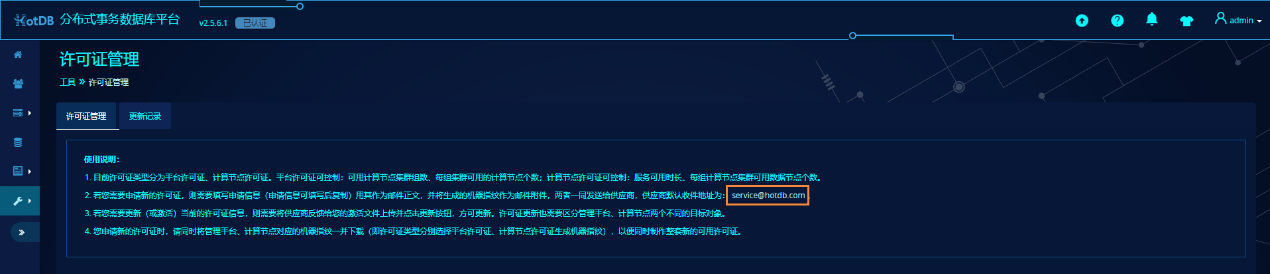 HotDB 分布式事务数据库平台 v2.5.6.1 已认证 admin
许可证管理
工具 » 许可证管理
许可证管理 更新记录
使用说明：
1. 目前许可证类型分为平台许可证、计算节点许可证。平台许可证可控制：可用计算节点集群组数、每组集群可用的计算节点个数；计算节点许可证可控制：服务可用时长、每组计算节点集群可用数据节点个数。
2. 若您需要申请新的许可证，则需要填写申请信息（申请信息可填写后复制）用其作为邮件正文，并将生成的机器指纹作为邮件附件，两者一同发送给供应商，供应商默认收件地址为：service@hotdb.com
3. 若您需要更新（或激活）当前的许可证信息，则需要将供应商反馈给您的激活文件上传并点击更新按钮，方可更新。许可证更新也需要区分管理平台、计算节点两个不同的目标对象。
4. 您申请新的许可证时，请同时将管理平台、计算节点对应的机器指纹一并下载（即许可证类型分别选择平台许可证、计算节点许可证生成机器指纹），以便同时制作整套新的可用许可证。